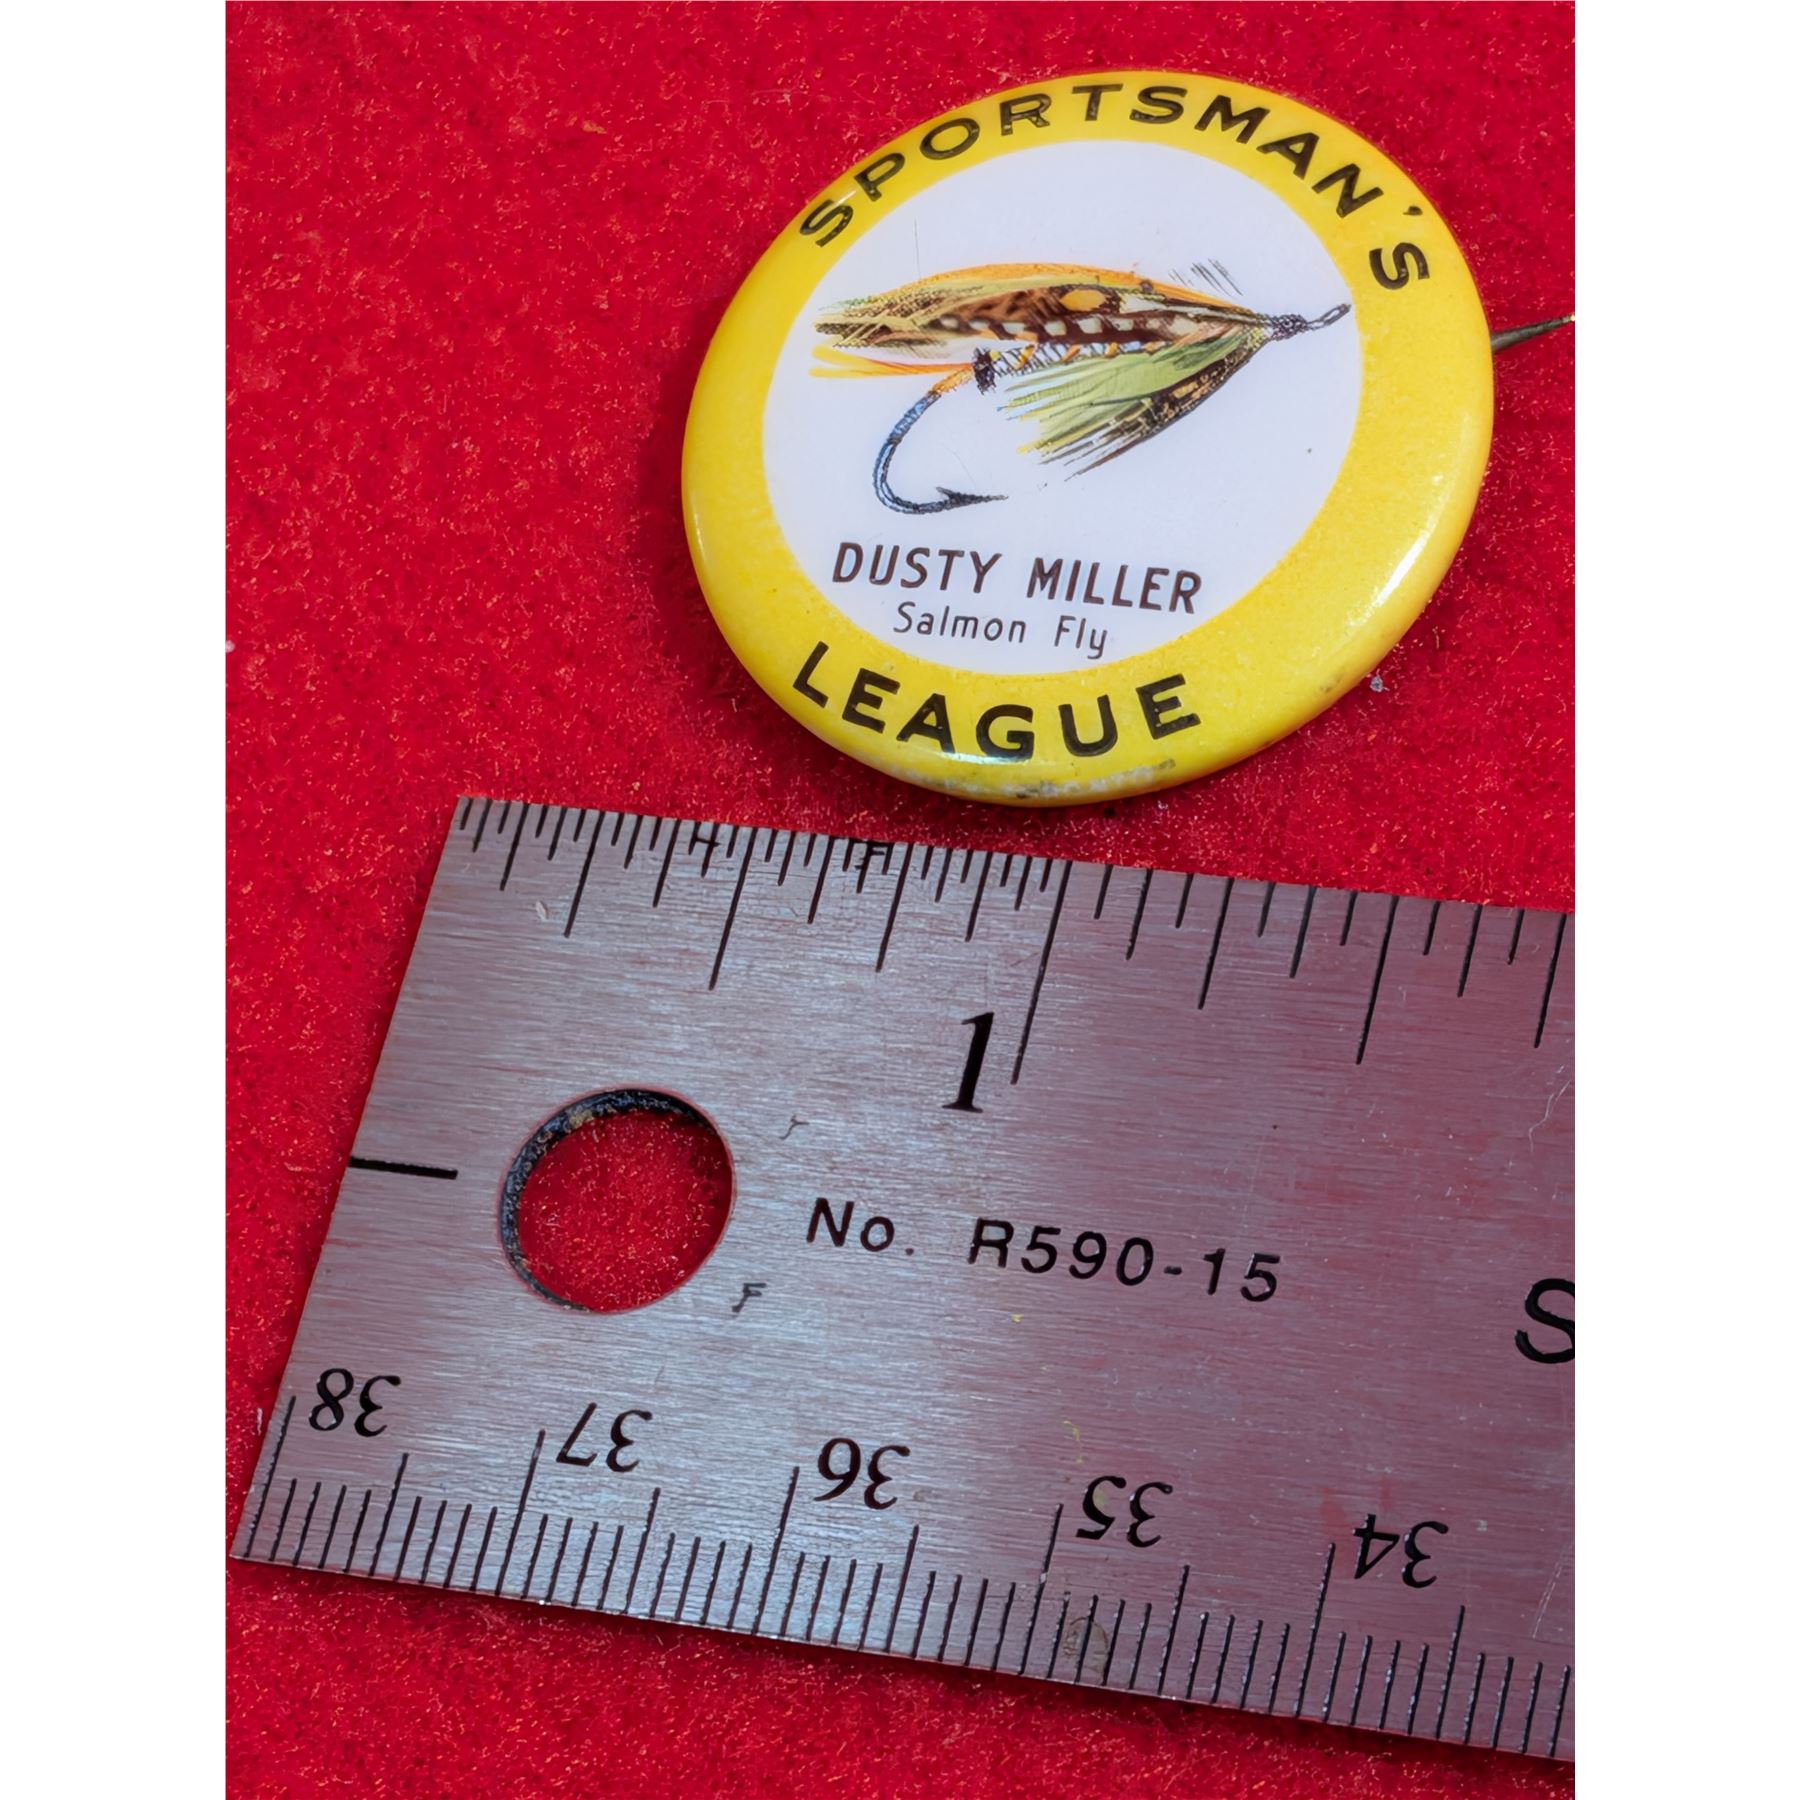 SPORTSMAN'S
DUSTY MILLER
Salmon Fly
LEAGUE
1
No. R590-15
S
38 37 36 35 34